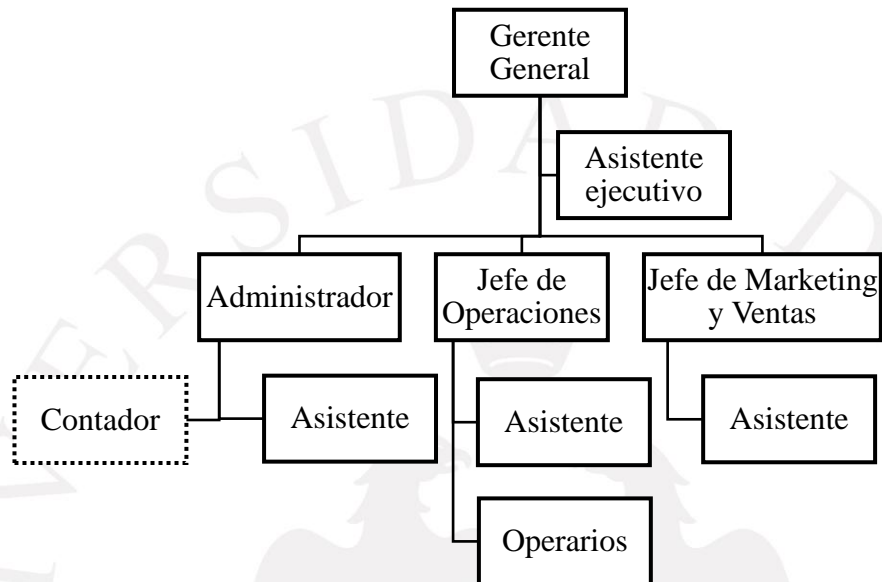 Gerente
General
Asistente
ejecutivo
Administrador
Jefe de
Operaciones
Jefe de Marketing
y Ventas
Contador
Asistente
Asistente
Asistente
Operarios